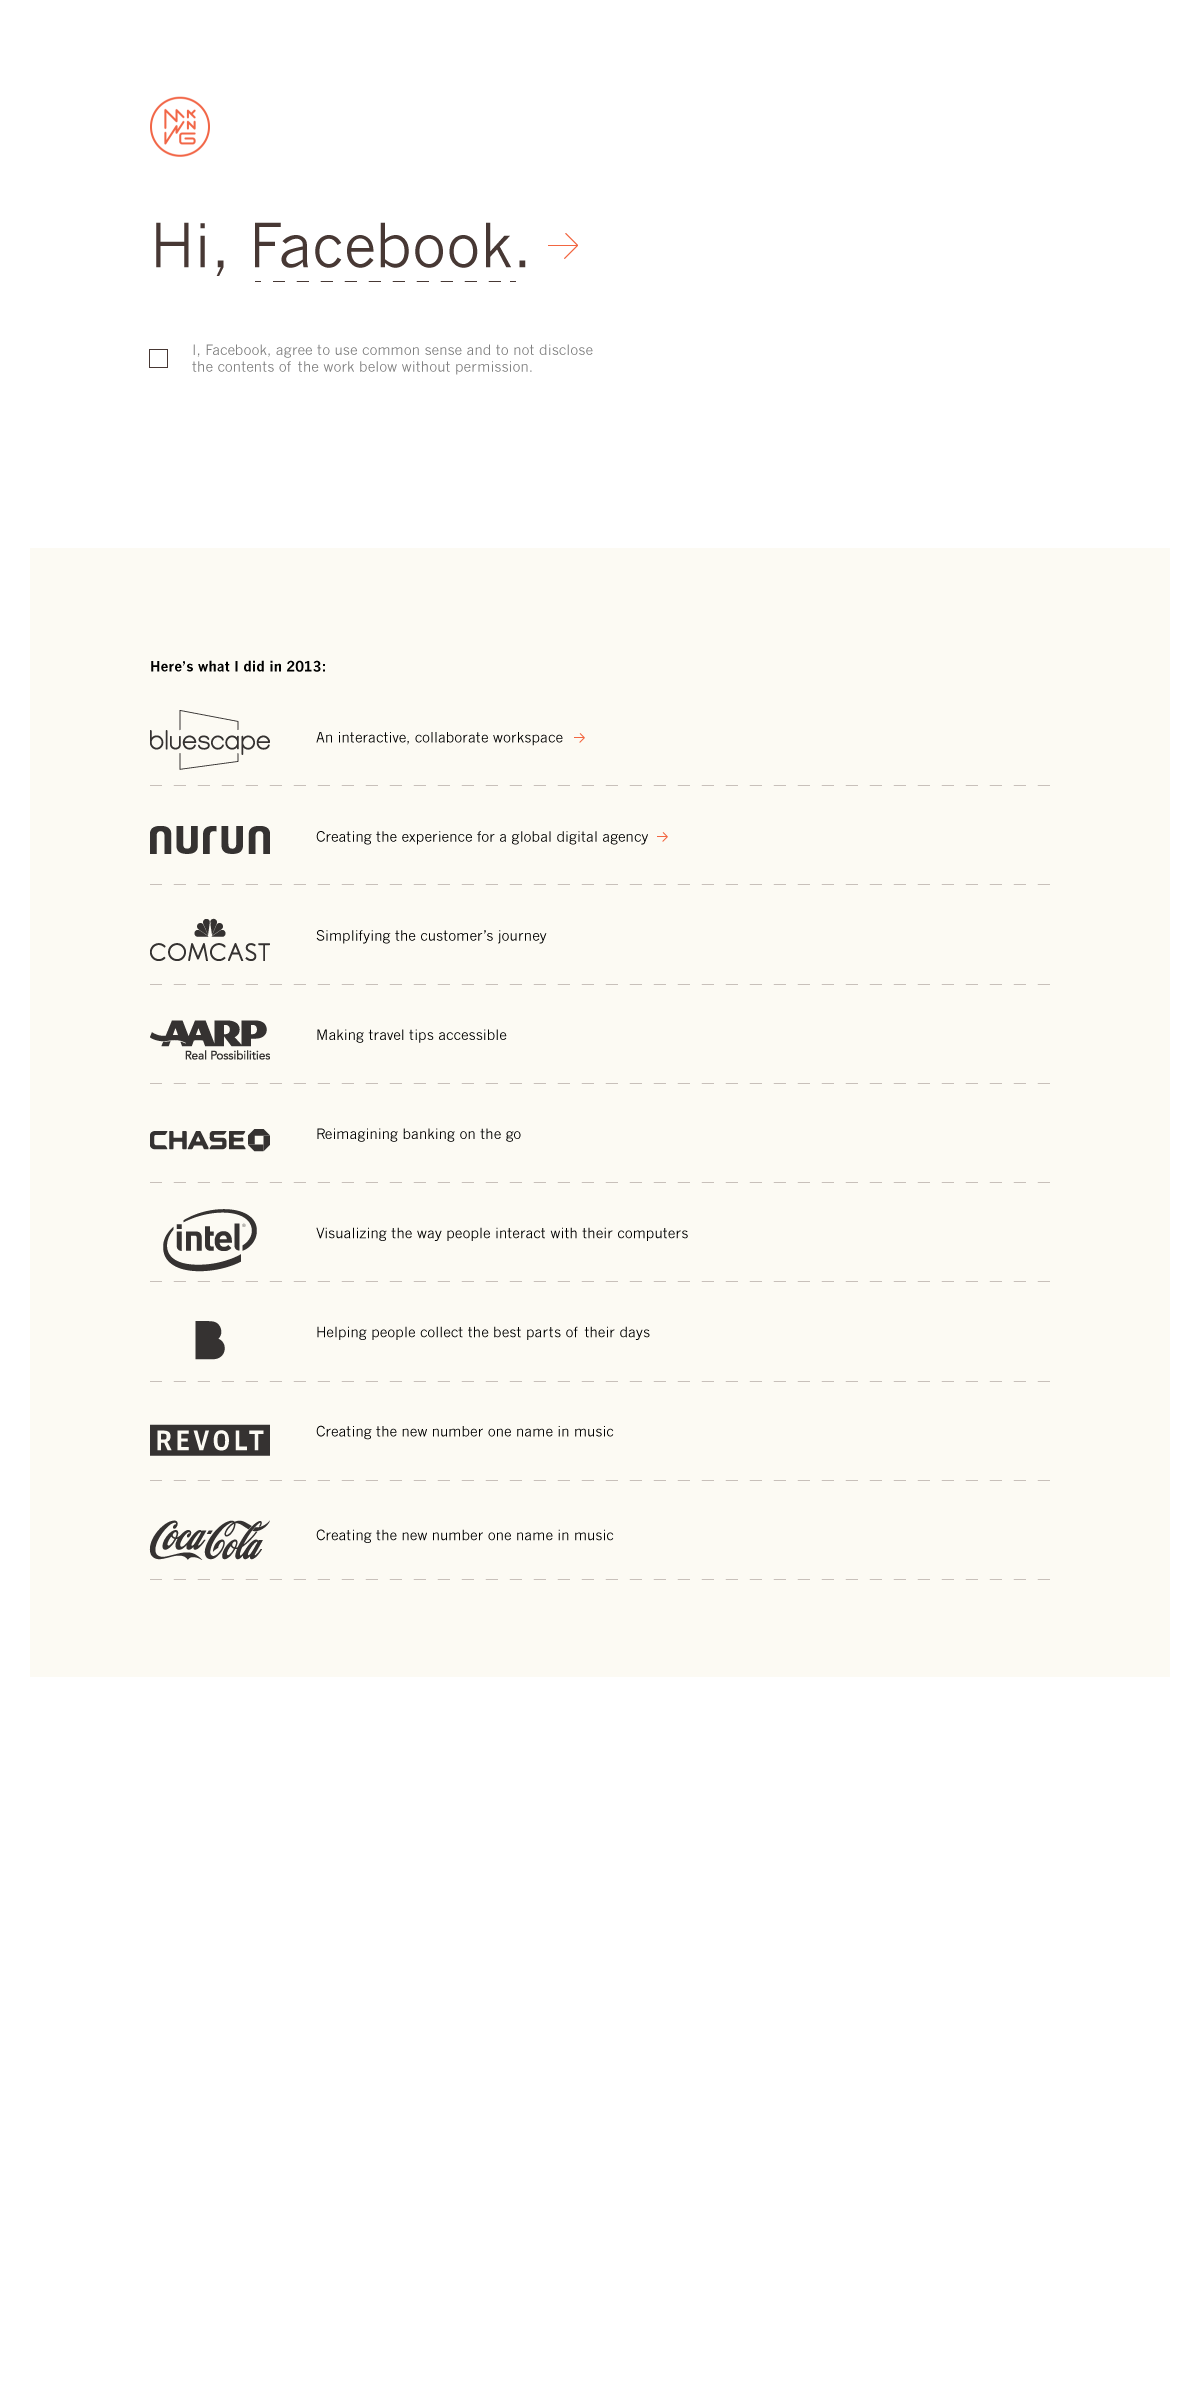 MK
NNG
Hi, Facebook.
I, Facebook, agree to use common sense and to not disclose
the contents of the work below without permission.
Here's what I did in 2013:
bluescape
An interactive, collaborate workspace
nurun
Creating the experience for a global digital agency
COMCAST
Simplifying the customer's journey
AARP
Real Possibilities
Making travel tips accessible
CHASE
Reimagining banking on the go
intel
Visualizing the way people interact with their computers
B
Helping people collect the best parts of their days
REVOLT
Creating the new number one name in music
Coca-Cola
Creating the new number one name in music